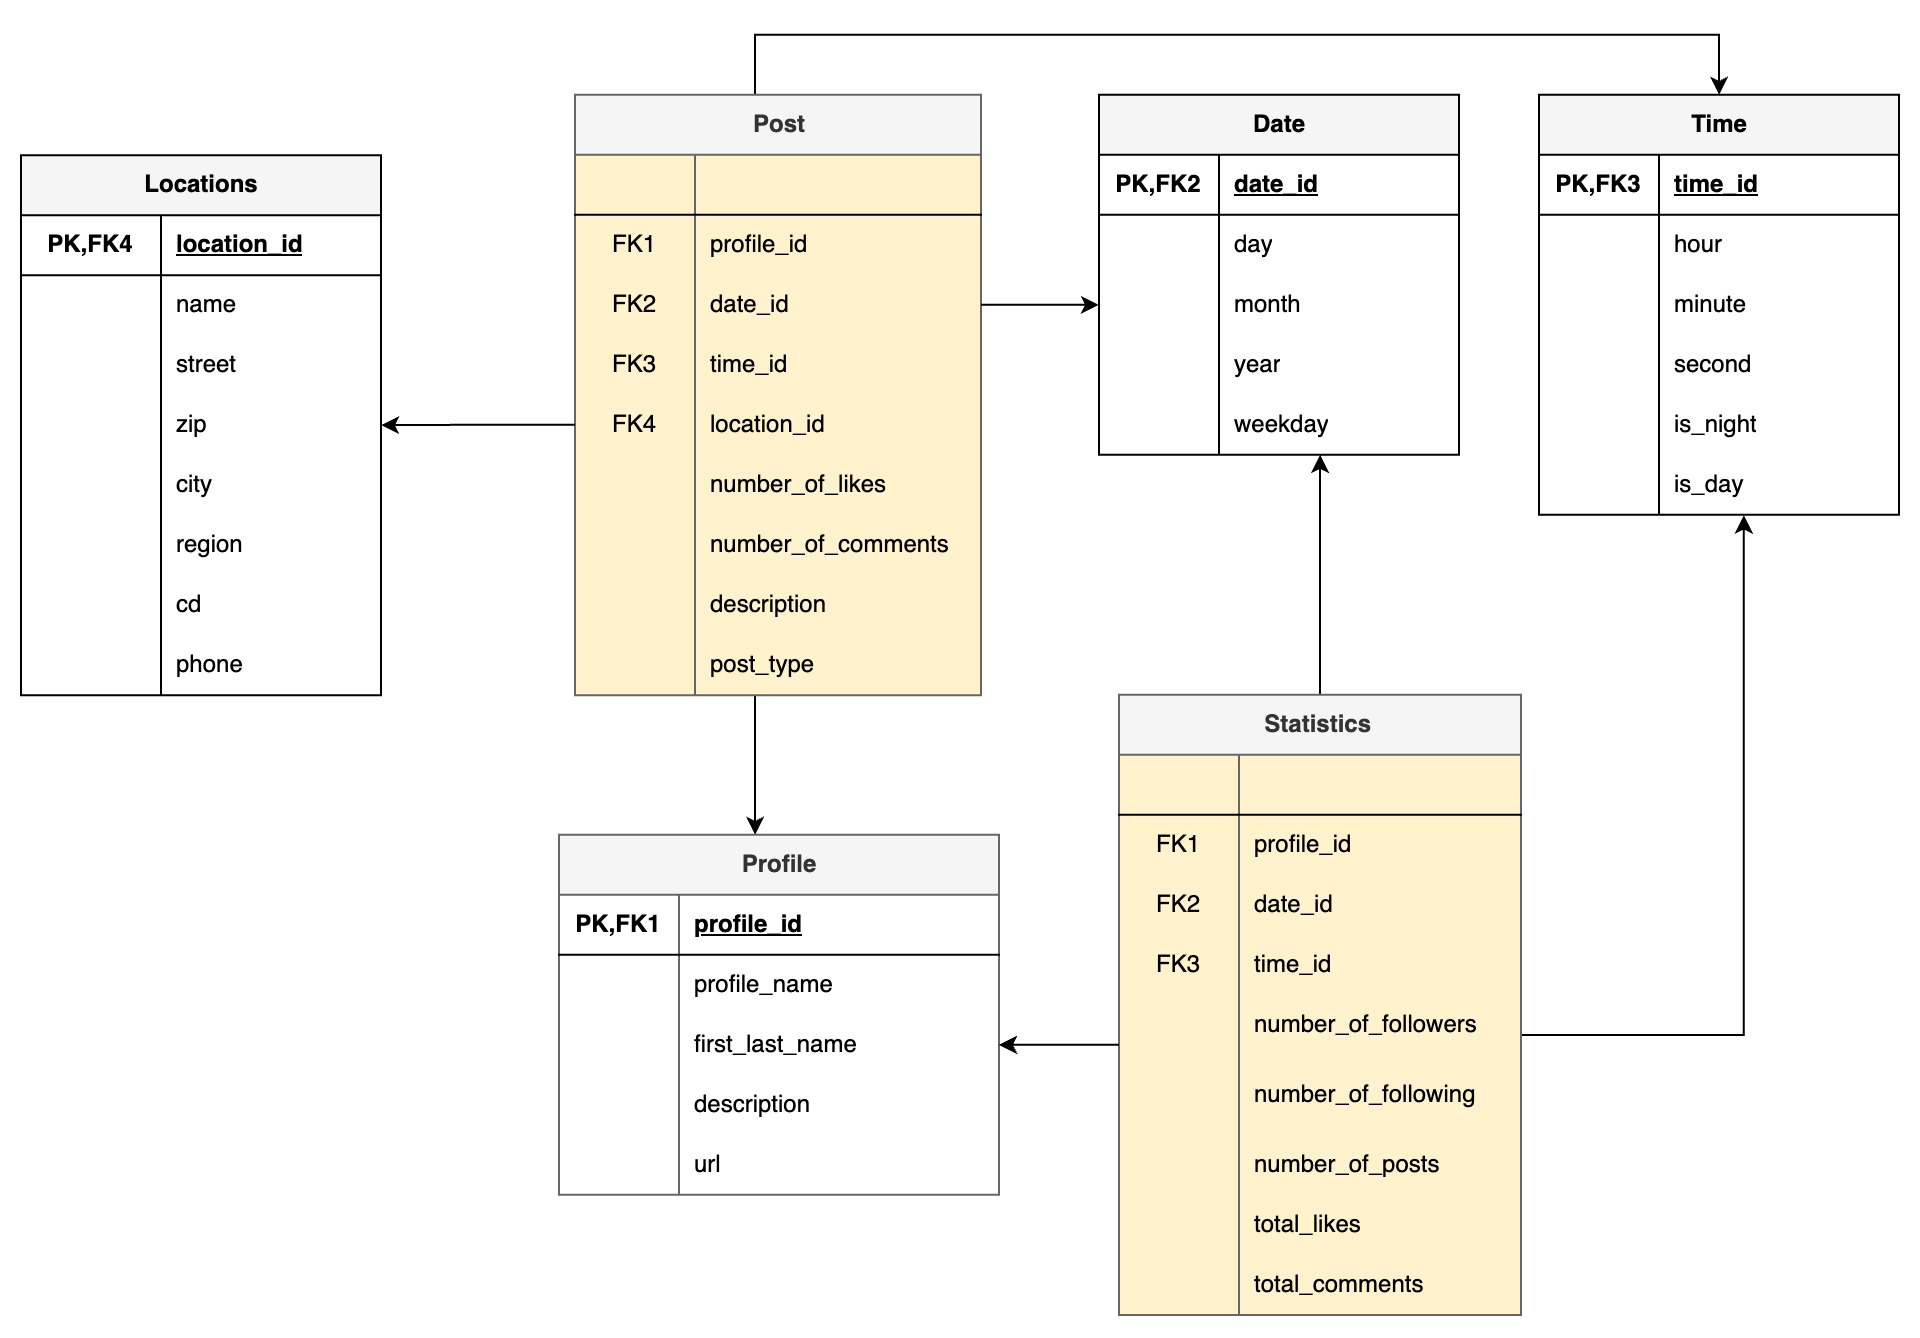 Locations
PK,FK4 location_id
name
street
zip
city
region
cd
phone
Post
FK1 profile_id
FK2 date_id
FK3 time_id
FK4 location_id
number_of_likes
number_of_comments
description
post_type
Date
PK,FK2 date_id
day
month
year
weekday
Time
PK,FK3 time_id
hour
minute
second
is_night
is_day
Profile
PK,FK1 profile_id
profile_name
first_last_name
description
url
Statistics
FK1 profile_id
FK2 date_id
FK3 time_id
number_of_followers
number_of_following
number_of_posts
total_likes
total_comments